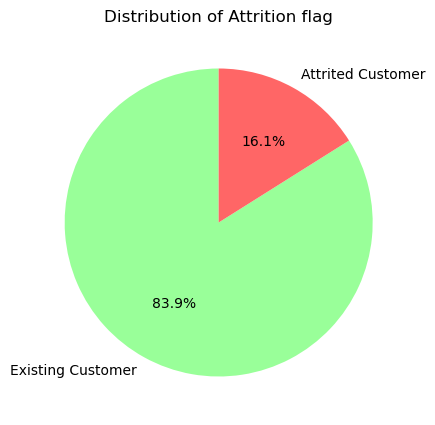 Distribution of Attrition flag
Attrited Customer
16.1%
83.9%
Existing Customer